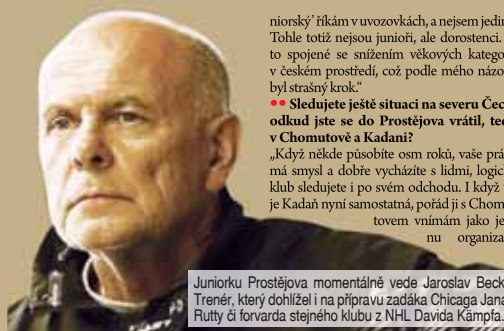 niorský’ říkám v uvozovkách, a nejsem jedin
Tohle totiž nejsou junioři, ale dorostenci.
to spojené se snížením věkových katego
v českém prostředí, což podle mého názo
byl strašný krok.“
•• Sledujete ještě situaci na severu Čec
odkud jste se do Prostějova vrátil, ted
v Chomutově a Kadani?
„Když někde působíte osm roků, vaše prá
má smysl a dobře vycházíte s lidmi, logic
klub sledujete i po svém odchodu. I když
je Kadaň nyní samostatná, pořád ji s Chom
tovem vnímám jako je
nu organiza
Juniorku Prostějova momentálně vede Jaroslav Beck
Trenér, který dohlížel i na přípravu zadáka Chicaga Jana
Rutty či forvarda stejného klubu z NHL Davida Kämpfa.